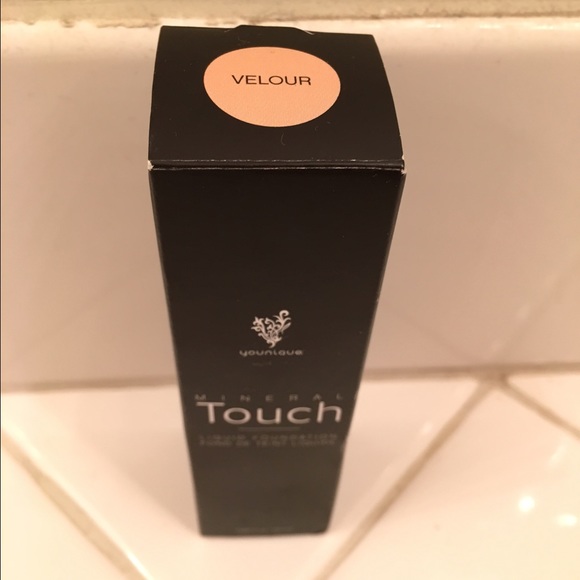 VELOUR
younique
MINERAL
Touch
LIQUID FOUNDATION
FOND DE TEINT LIQUIDE